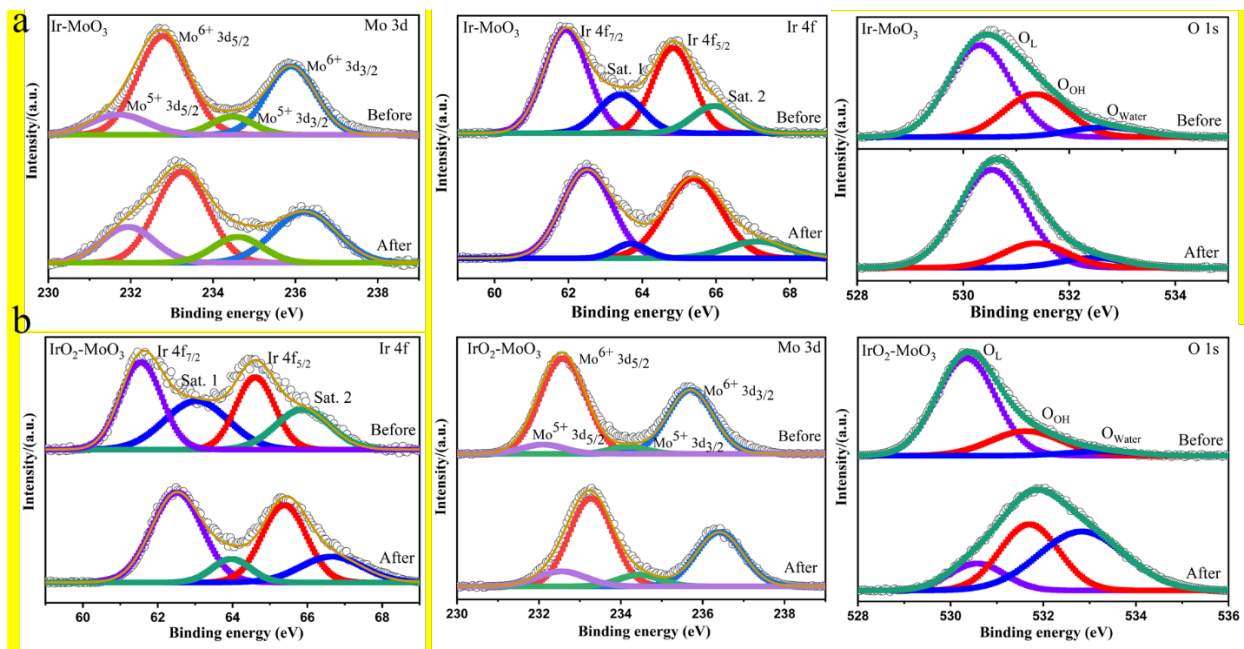 a
Ir-MoO3
Mo 3d
Mo6+ 3d5/2
Mo6+ 3d3/2
Mo5+ 3d5/2
Mo5+ 3d3/2
Before
After
Intensity/(a.u.)
230 232 234 236 238
Binding energy (eV)
Ir-MoO3
Ir 4f
Ir 4f7/2
Ir 4f5/2
Sat. 1
Sat. 2
Before
After
Intensity/(a.u.)
60 62 64 66 68
Binding energy (eV)
Ir-MoO3
O 1s
OL
OOH
OWater
Before
After
Intensity/(a.u.)
528 530 532 534
Binding energy (eV)
b
IrO2-MoO3
Ir 4f
Ir 4f7/2
Ir 4f5/2
Sat. 1
Sat. 2
Before
After
Intensity/(a.u.)
60 62 64 66 68
Binding energy (eV)
IrO2-MoO3
Mo 3d
Mo6+ 3d5/2
Mo6+ 3d3/2
Mo5+ 3d5/2
Mo5+ 3d3/2
Before
After
Intensity/(a.u.)
230 232 234 236 238
Binding energy (eV)
IrO2-MoO3
O 1s
OL
OOH
OWater
Before
After
Intensity/(a.u.)
528 530 532 534 536
Binding energy (eV)